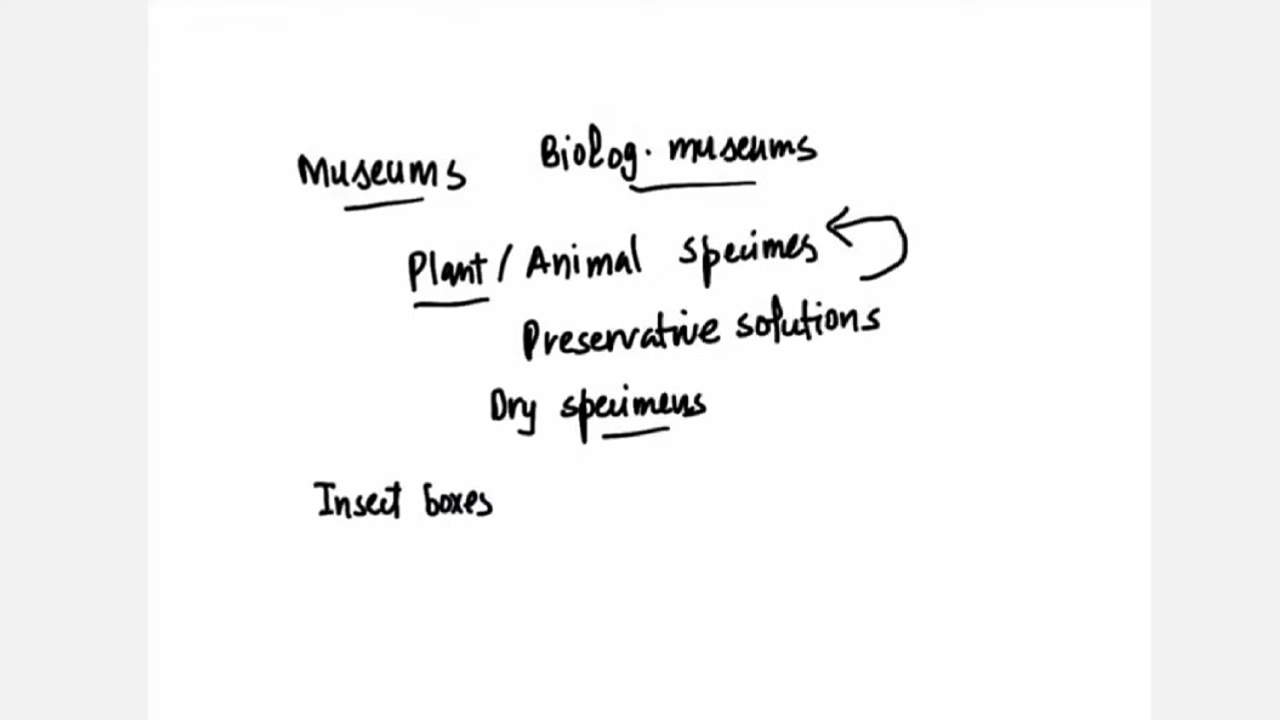 Museums Biolog. museums
Plant / Animal specimes
Preservative solutions
Dry specimens
Insect boxes